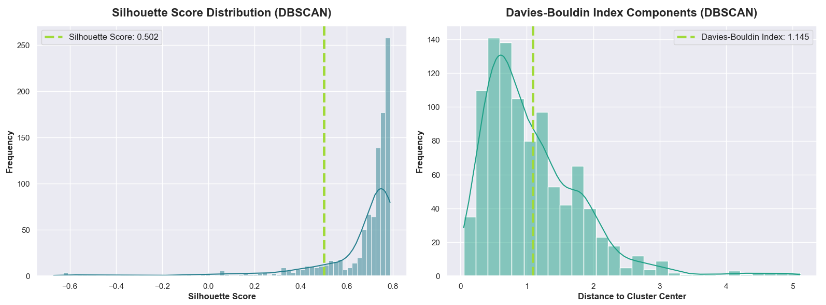 Silhouette Score Distribution (DBSCAN)
Silhouette Score: 0.502
250
200
150
100
50
0
Frequency
−0.6 −0.4 −0.2 0.0 0.2 0.4 0.6 0.8
Silhouette Score
Davies-Bouldin Index Components (DBSCAN)
Davies-Bouldin Index: 1.145
140
120
100
80
60
40
20
0
Frequency
0 1 2 3 4 5
Distance to Cluster Center